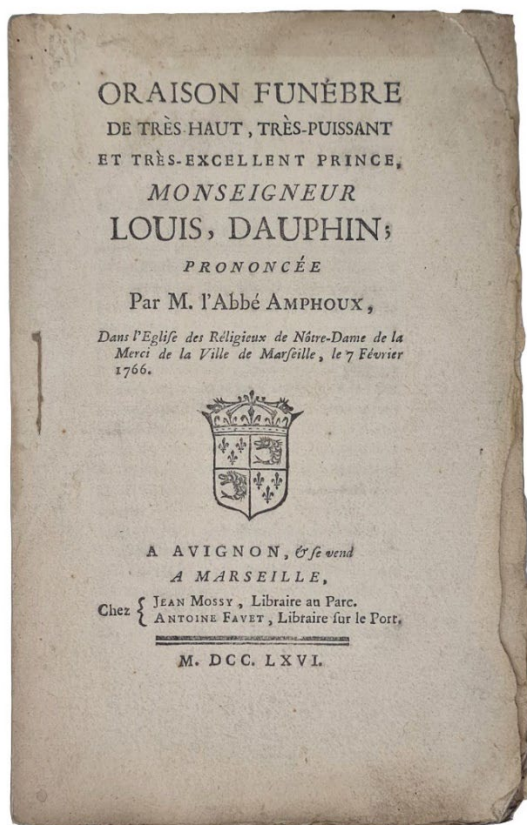 ORAISON FUNÉBRE
DE TRÈS HAUT, TRÈS-PUISSANT
ET TRÈS-EXCELLENT PRINCE,
MONSEIGNEUR
LOUIS, DAUPHIN;
PRONONCÉE
Par M. l'Abbé AMPHOUX,
Dans l'Egliſe des Réligieux de Nôtre-Dame de la
Merci de la Ville de Marſeille, le 7 Février
1766.
A AVIGNON, & ſe vend
A MARSEILLE,
Chez { JEAN MOSSY, Libraire au Parc.
ANTOINE FAVET, Libraire ſur le Port.
M. DCC. LXVI.